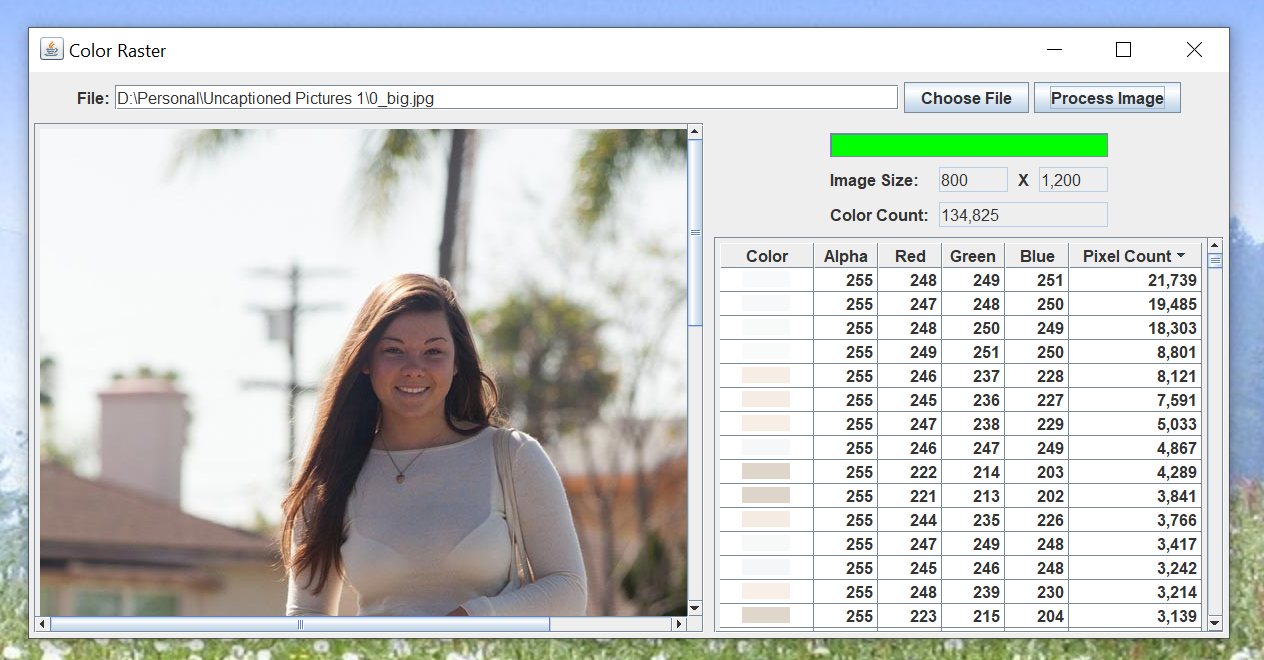 Color Raster
File: D:\Personal\Uncaptioned Pictures 1\0_big.jpg Choose File Process Image
Image Size: 800 X 1,200
Color Count: 134,825
Color Alpha Red Green Blue Pixel Count
255 248 249 251 21,739
255 247 248 250 19,485
255 248 250 249 18,303
255 249 251 250 8,801
255 246 237 228 8,121
255 245 236 227 7,591
255 247 238 229 5,033
255 246 247 249 4,867
255 222 214 203 4,289
255 221 213 202 3,841
255 244 235 226 3,766
255 247 249 248 3,417
255 245 246 248 3,242
255 248 239 230 3,214
255 223 215 204 3,139